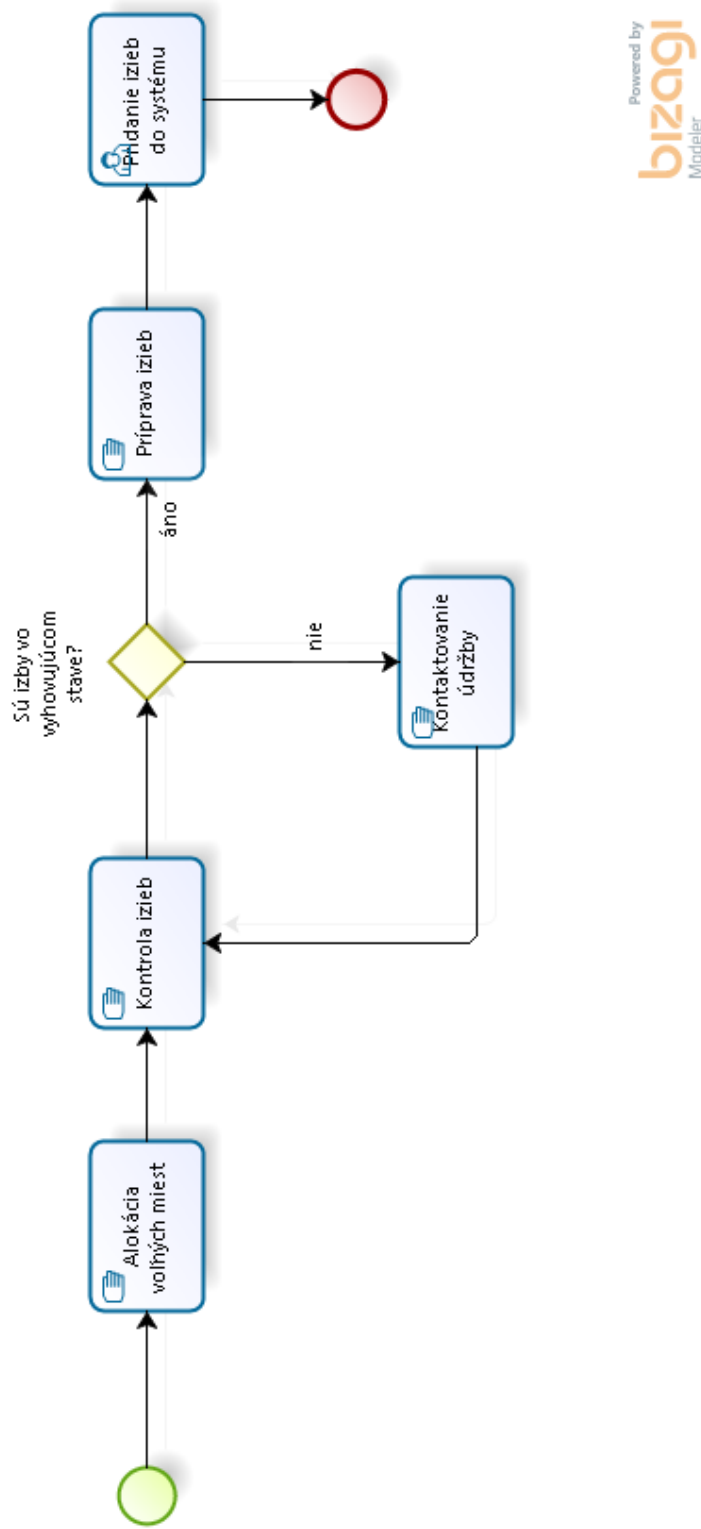 Alokácia
voľných miest
Kontrola izieb
Sú izby vo
vyhovujúcom
stave?
áno
nie
Kontaktovanie
údržby
Príprava izieb
Pridanie izieb
do systému
Powered by
bizagi
Modeler